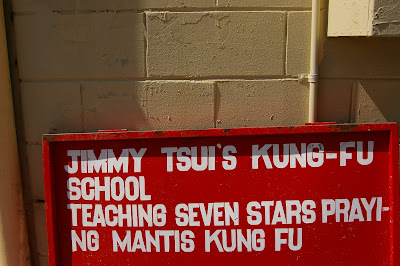 JIMMY TSUI'S KUNG-FU
SCHOOL
TEACHING SEVEN STARS PRAYI-
NG MANTIS KUNG FU